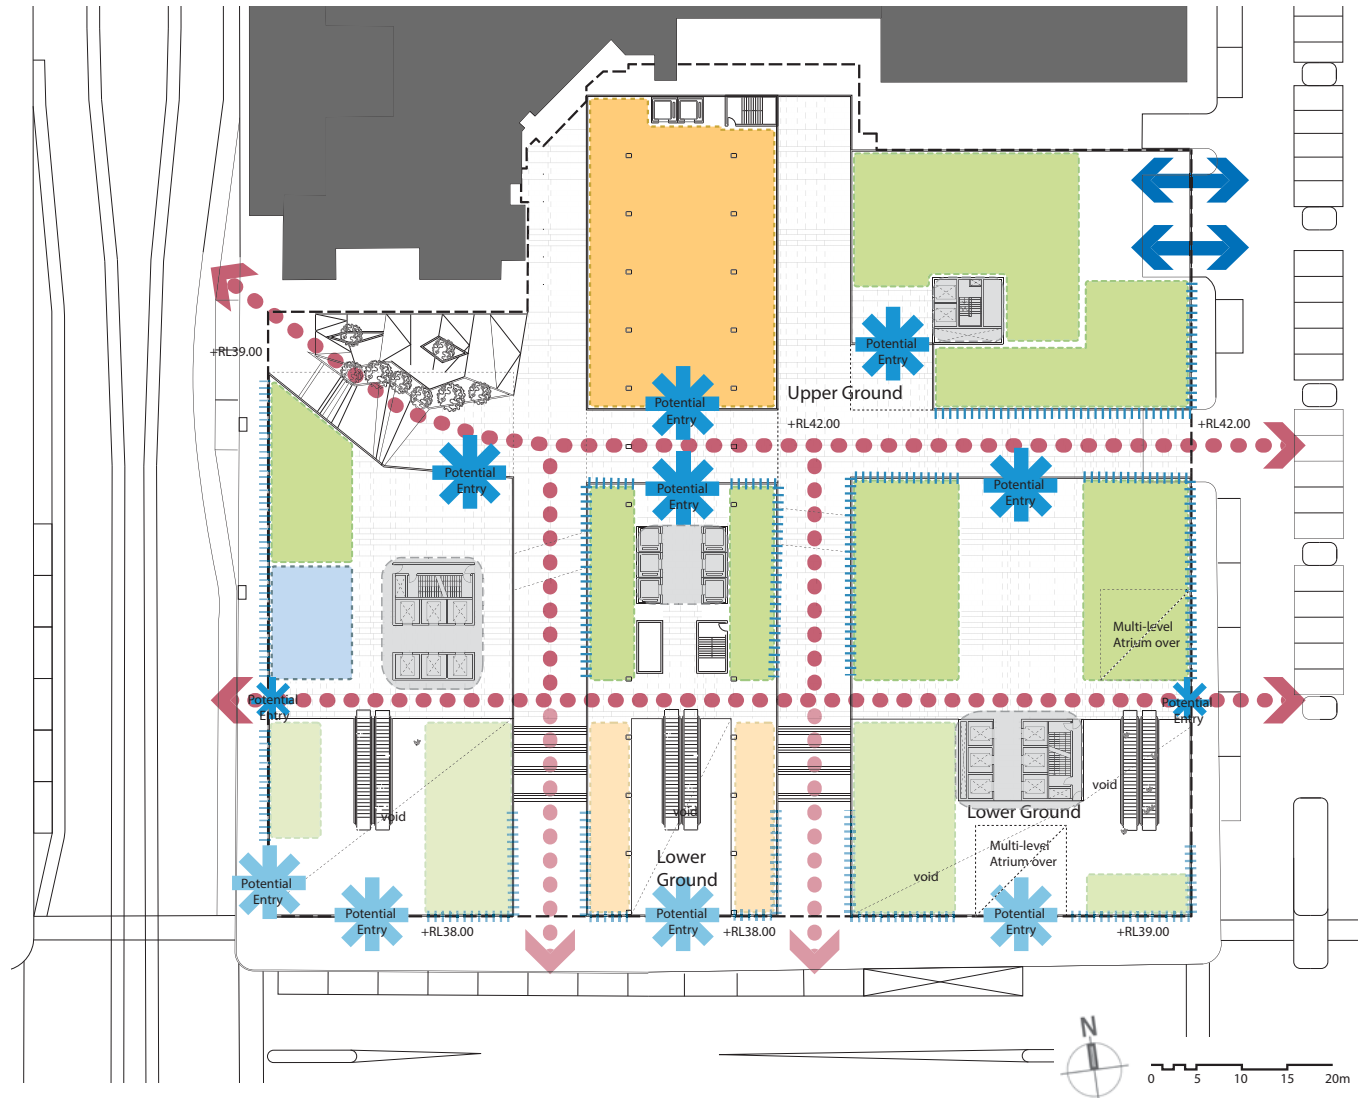 +RL39.00
Potential
Entry
Upper Ground
Potential
Entry
+RL42.00
+RL42.00
Potential
Entry
Potential
Entry
Potential
Entry
Multi-level
Atrium over
Potential
Entry
Potential
Entry
void
void
void
Lower Ground
Multi-level
Atrium over
Lower
Ground
void
Potential
Entry
Potential
Entry
Potential
Entry
Potential
Entry
+RL38.00
+RL38.00
+RL39.00
N
0 5 10 15 20m